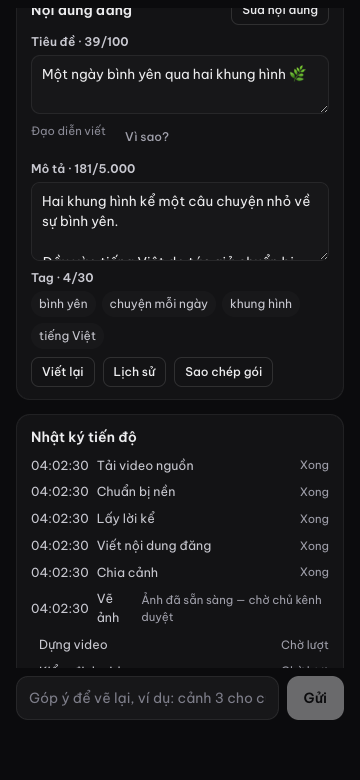 Nội dung đăng
Sửa nội dung
Tiêu đề · 39/100
Một ngày bình yên qua hai khung hình 🌿
Đạo diễn viết
Vì sao?
Mô tả · 181/5.000
Hai khung hình kể một câu chuyện nhỏ về
sự bình yên.
Tag · 4/30
bình yên
chuyện mỗi ngày
khung hình
tiếng Việt
Viết lại
Lịch sử
Sao chép gói
Nhật ký tiến độ
04:02:30 Tải video nguồn Xong
04:02:30 Chuẩn bị nền Xong
04:02:30 Lấy lời kể Xong
04:02:30 Viết nội dung đăng Xong
04:02:30 Chia cảnh Xong
04:02:30 Vẽ ảnh Ảnh đã sẵn sàng — chờ chủ kênh
duyệt
Dựng video Chờ lượt
Góp ý để vẽ lại, ví dụ: cảnh 3 cho c
Gửi